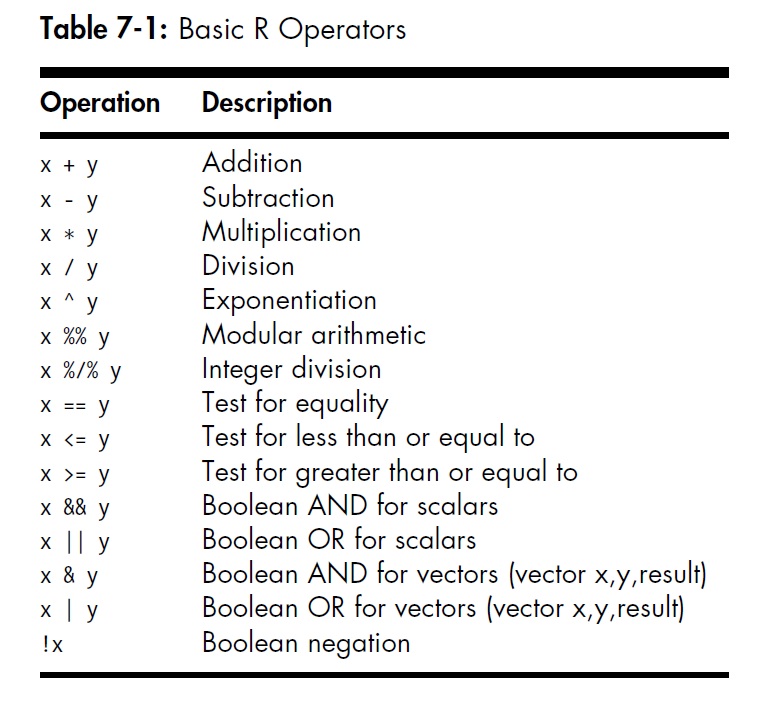 Table 7-1: Basic R Operators
Operation Description
x + y Addition
x - y Subtraction
x * y Multiplication
x / y Division
x ^ y Exponentiation
x %% y Modular arithmetic
x %/% y Integer division
x == y Test for equality
x <= y Test for less than or equal to
x >= y Test for greater than or equal to
x && y Boolean AND for scalars
x || y Boolean OR for scalars
x & y Boolean AND for vectors (vector x,y,result)
x | y Boolean OR for vectors (vector x,y,result)
!x Boolean negation